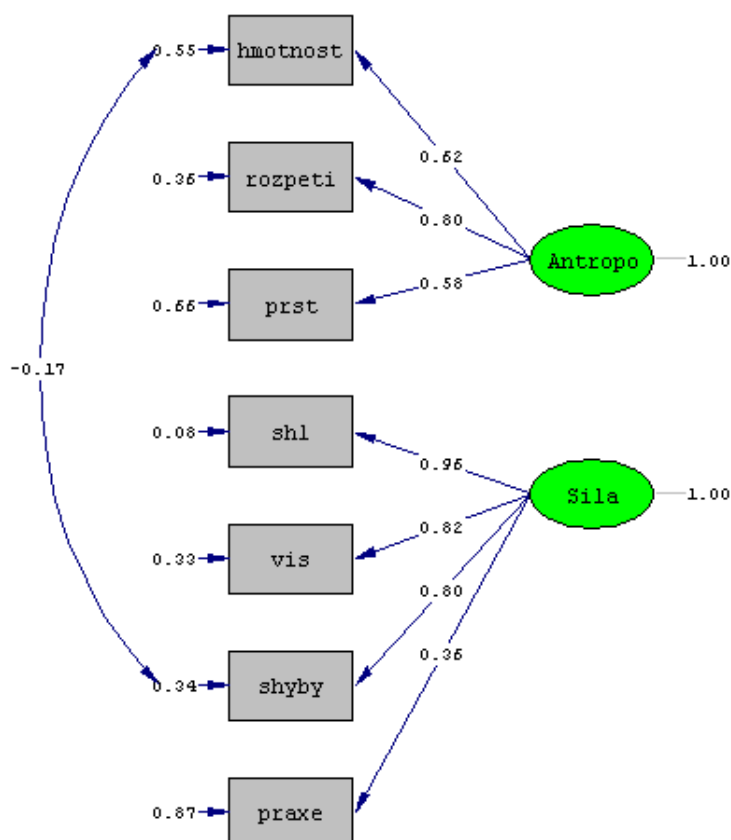 0.55 hmotnost
0.62
0.36 rozpeti
0.80
Antropo 1.00
0.58
0.66 prst
-0.17
0.08 shl
0.96
Sila 1.00
0.82
0.33 vis
0.80
0.36
0.34 shyby
0.87 praxe